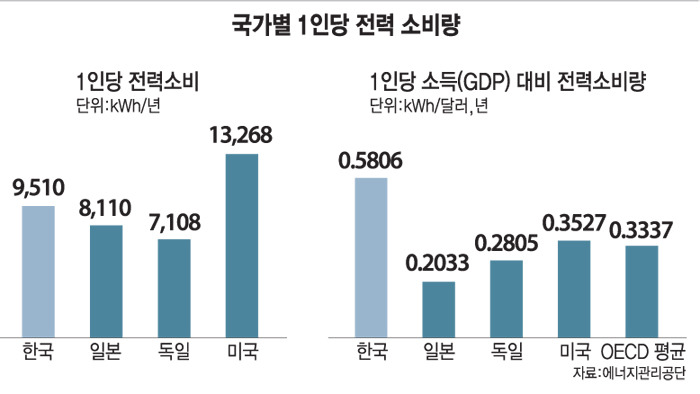 국가별 1인당 전력 소비량
1인당 전력소비
단위:kWh/년
9,510
8,110
7,108
13,268
한국
일본
독일
미국
1인당 소득(GDP) 대비 전력소비량
단위:kWh/달러,년
0.5806
0.2033
0.2805
0.3527
0.3337
한국
일본
독일
미국
OECD 평균
자료:에너지관리공단